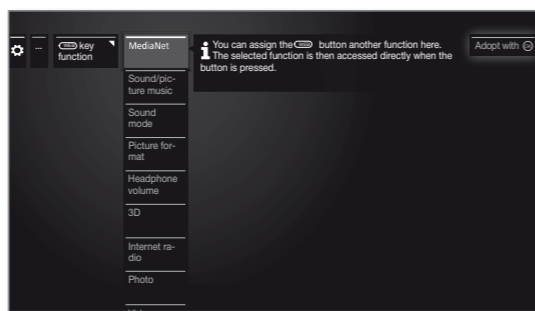 ... key
function
MediaNet
You can assign the button another function here.
The selected function is then accessed directly when the
button is pressed.
Adopt with OK
Sound/pic-
ture music
Sound
mode
Picture for-
mat
Headphone
volume
3D
Internet ra-
dio
Photo